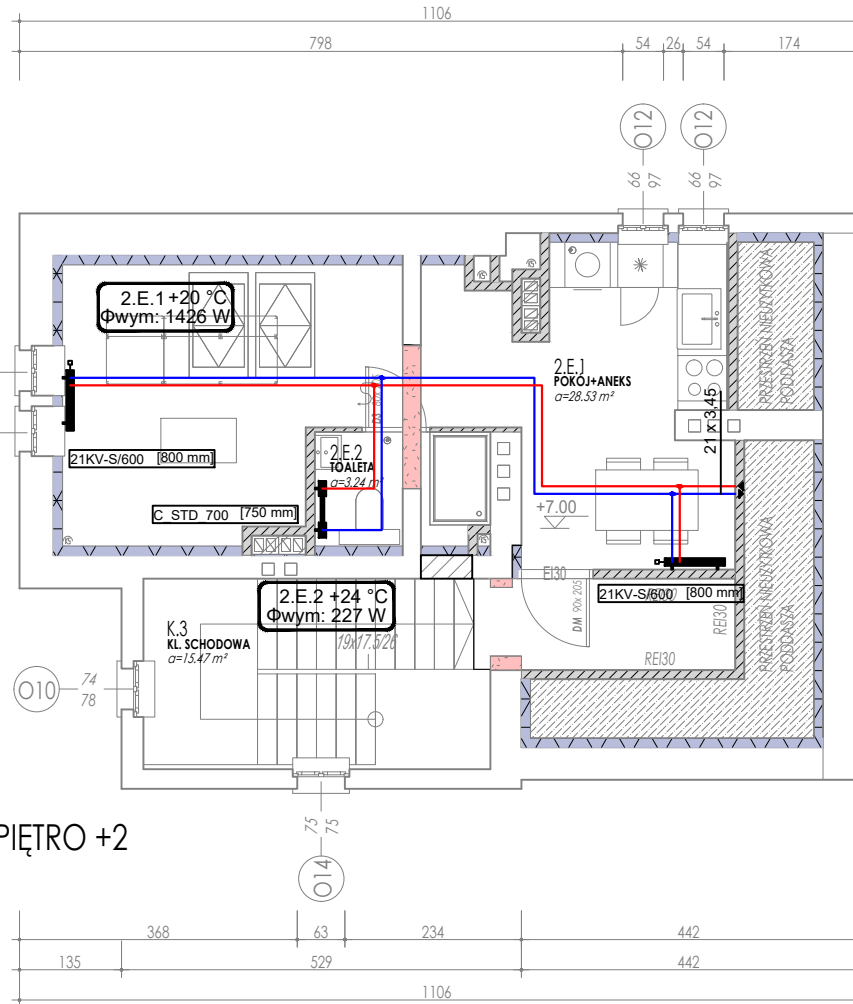 1106
798
54
26
54
174
O12
O12
66
97
66
97
2.E.1 +20 °C
Φwym: 1426 W
2.E.1
POKÓJ+ANEKS
a=28.53 m²
PRZESTRZEŃ NIEUŻYTKOWA
PODDASZA
21 x 3,45
21KV-S/600 [800 mm]
2.E.2
TOALETA
a=3.24 m²
C_STD_700 [750 mm]
+7.00
EI30
2.E.2 +24 °C
Φwym: 227 W
21KV-S/600 [800 mm]
DM 90x 205
REI30
REI30
PRZESTRZEŃ NIEUŻYTKOWA
PODDASZA
K.3
KL. SCHODOWA
a=15.47 m²
19x17.5/26
O10
74
78
75
75
O14
PIĘTRO +2
368
63
234
442
135
529
442
1106